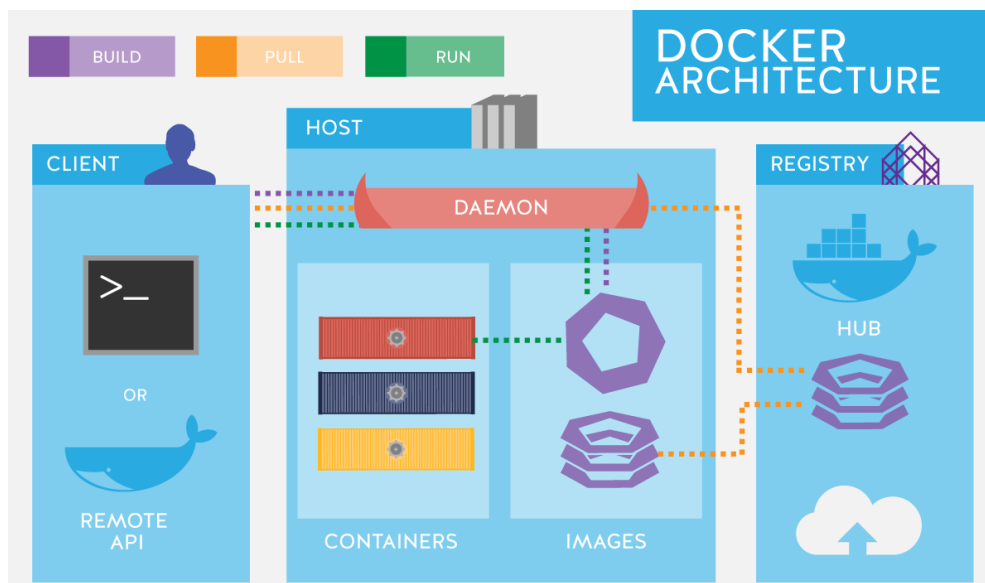 BUILD
PULL
RUN
DOCKER
ARCHITECTURE
CLIENT
HOST
REGISTRY
DAEMON
>_
OR
REMOTE
API
CONTAINERS
IMAGES
HUB